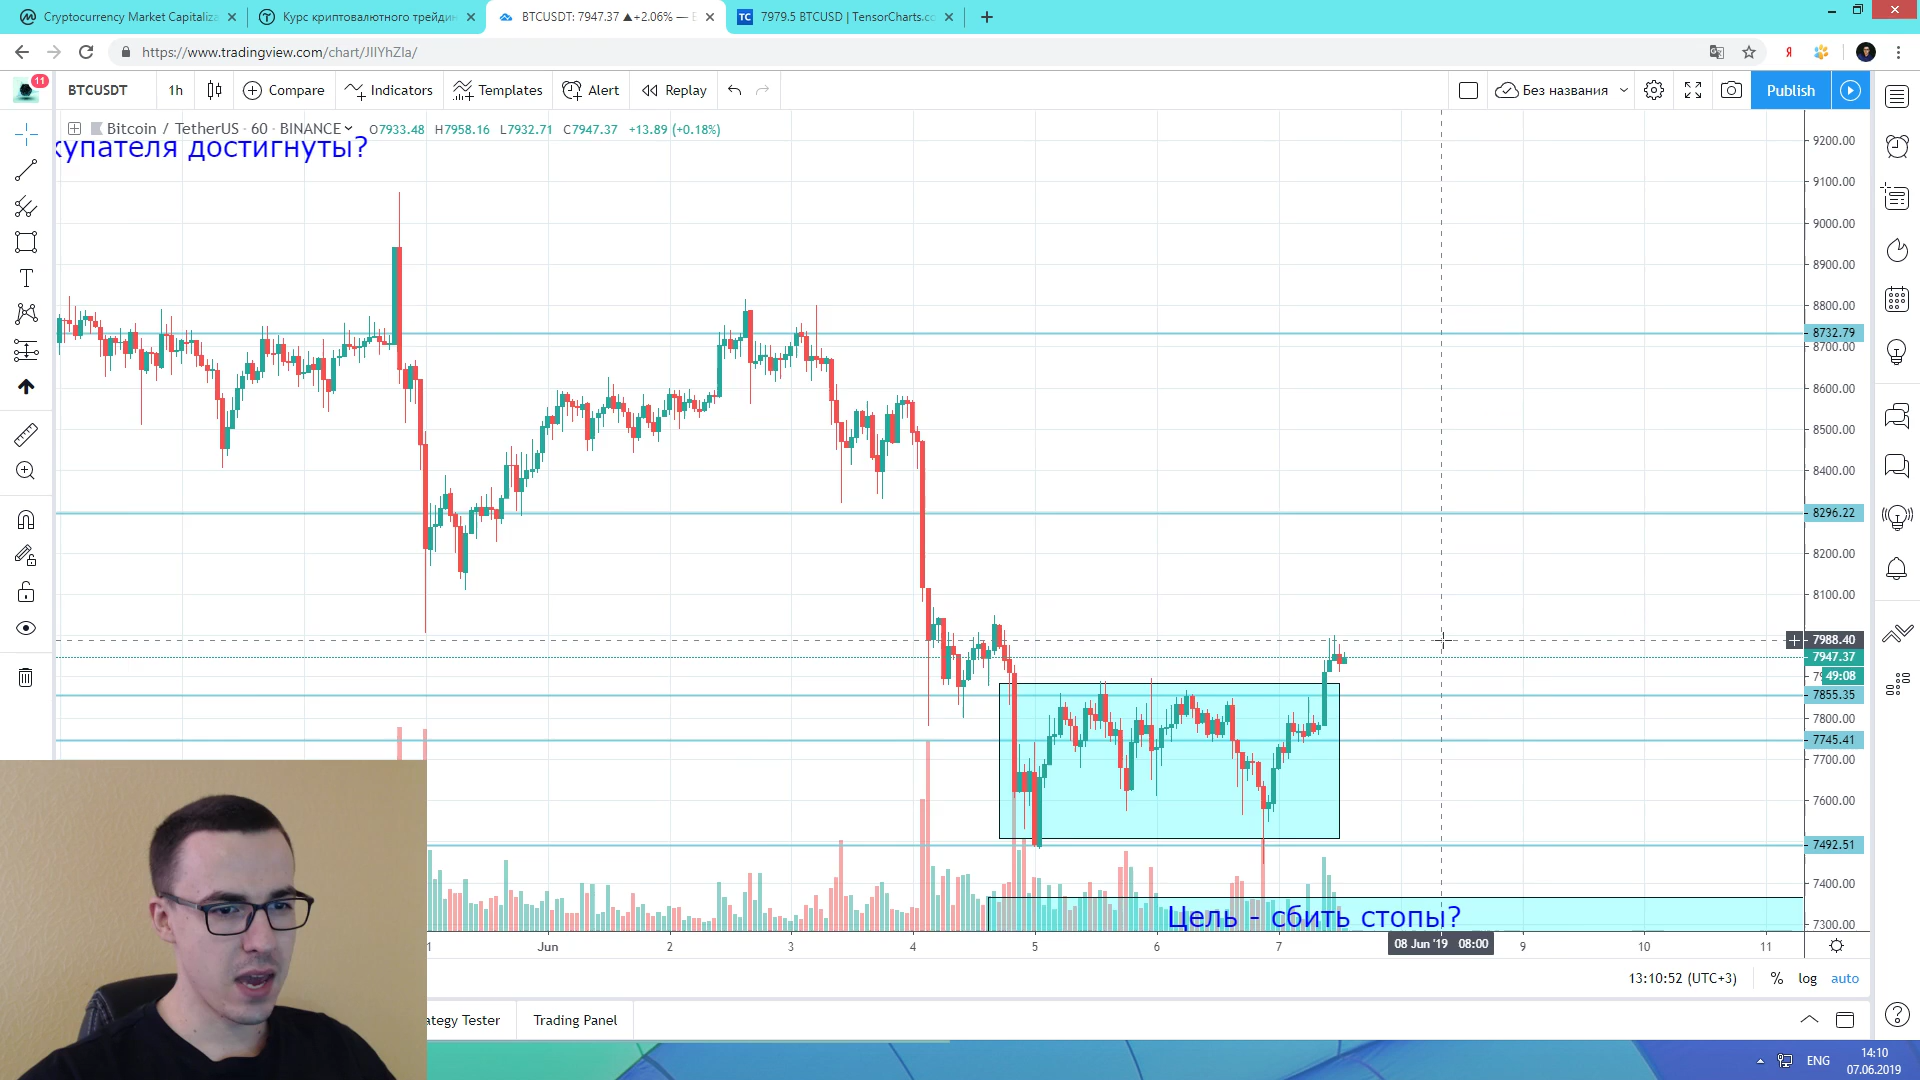 Cryptocurrency Market Capitaliza
Курс криптовалютного трейдин
BTCUSDT: 7947.37 ▲+2.06% —
7979.5 BTCUSD | TensorCharts.co
https://www.tradingview.com/chart/JIIYhZIa/
11
BTCUSDT
1h
Compare
Indicators
Templates
Alert
Replay
Без названия
Publish
Bitcoin / TetherUS · 60 · BINANCE
O7933.48 H7958.16 L7932.71 C7947.37 +13.89 (+0.18%)
купателя достигнуты?
9200.00
9100.00
9000.00
8900.00
8800.00
8732.79
8700.00
8600.00
8500.00
8400.00
8296.22
8200.00
8100.00
7988.40
7947.37
49:08
7855.35
7800.00
7745.41
7700.00
7600.00
7492.51
7400.00
7300.00
Цель - сбить стопы?
1 Jun 2 3 4 5 6 7 08 Jun '19 08:00 9 10 11
13:10:52 (UTC+3) % log auto
ategy Tester
Trading Panel
ENG
14:10
07.06.2019